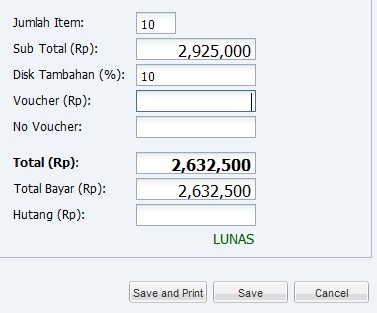 Jumlah Item: 10
Sub Total (Rp): 2,925,000
Disk Tambahan (%): 10
Voucher (Rp):
No Voucher:
Total (Rp): 2,632,500
Total Bayar (Rp): 2,632,500
Hutang (Rp):
LUNAS
Save and Print Save Cancel